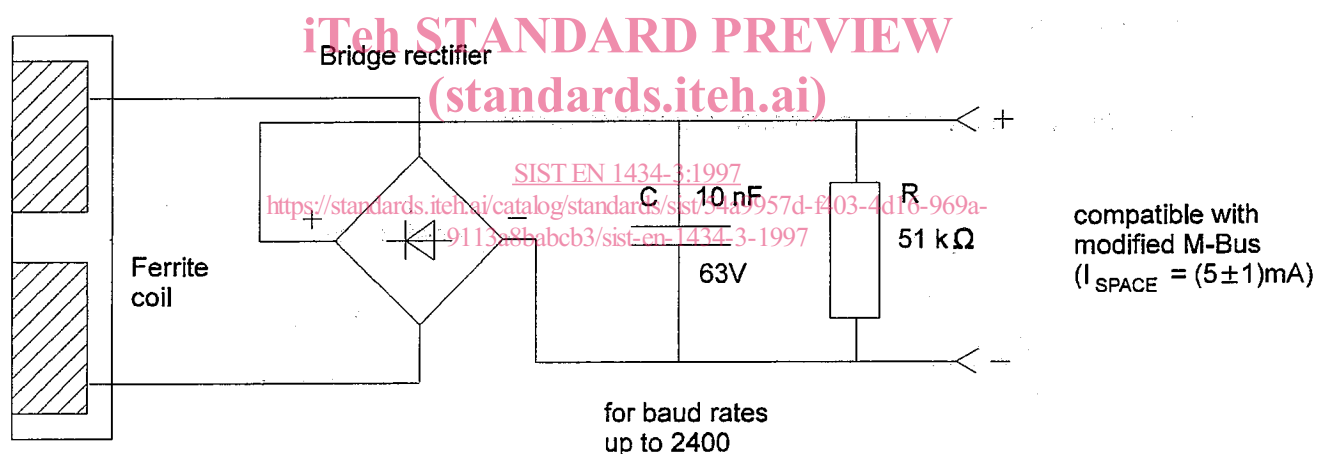 iTeh STANDARD PREVIEW
Bridge rectifier
(standards.iteh.ai)
+
SIST EN 1434-3:1997
C 10 nF
R
https://standards.iteh.ai/catalog/standards/sist/54a9957d-f403-4d16-969a-
+
−
9113a8babcb3/sist-en-1434-3-1997
51 kΩ
compatible with
modified M-Bus
(I SPACE = (5±1)mA)
Ferrite
coil
63V
−
for baud rates
up to 2400